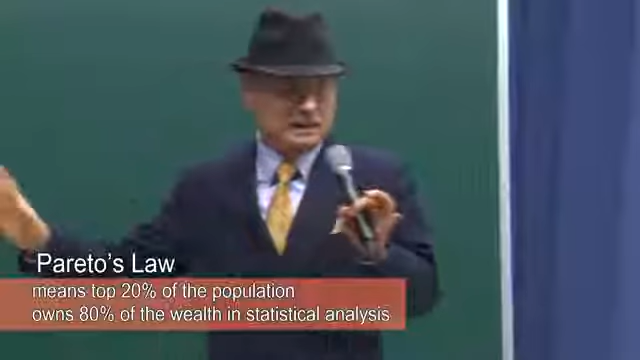 Pareto's Law
means top 20% of the population
owns 80% of the wealth in statistical analysis